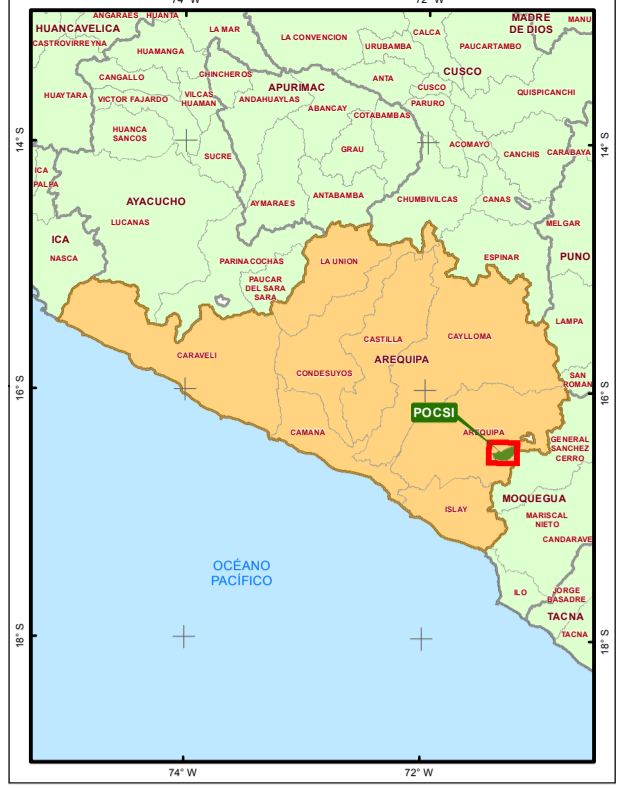 74° W
72° W
ANGARAES
HUANTA
HUANCAVELICA
CASTROVIRREYNA
LA MAR
HUAMANGA
LA CONVENCION
CALCA
URUBAMBA
PAUCARTAMBO
MADRE
DE DIOS
MANU
CANGALLO
CHINCHEROS
APURIMAC
ANTA
CUSCO
CUSCO
HUAYTARA
VICTOR FAJARDO
VILCAS
HUAMAN
ANDAHUAYLAS
ABANCAY
COTABAMBAS
PARURO
QUISPICANCHI
HUANCA
SANCOS
14° S
14° S
SUCRE
GRAU
ACOMAYO
CANCHIS
CARABAYA
ICA
PALPA
AYACUCHO
LUCANAS
AYMARAES
ANTABAMBA
CHUMBIVILCAS
CANAS
MELGAR
ICA
NASCA
PARINACOCHAS
PAUCAR
DEL SARA
SARA
LA UNION
ESPINAR
PUNO
LAMPA
CARAVELI
CASTILLA
CAYLLOMA
CONDESUYOS
AREQUIPA
SAN
ROMAN
16° S
16° S
POCSI
CAMANA
AREQUIPA
GENERAL
SANCHEZ
CERRO
ISLAY
MOQUEGUA
MARISCAL
NIETO
CANDARAVE
OCÉANO
PACÍFICO
ILO
JORGE
BASADRE
TACNA
TACNA
18° S
18° S
74° W
72° W